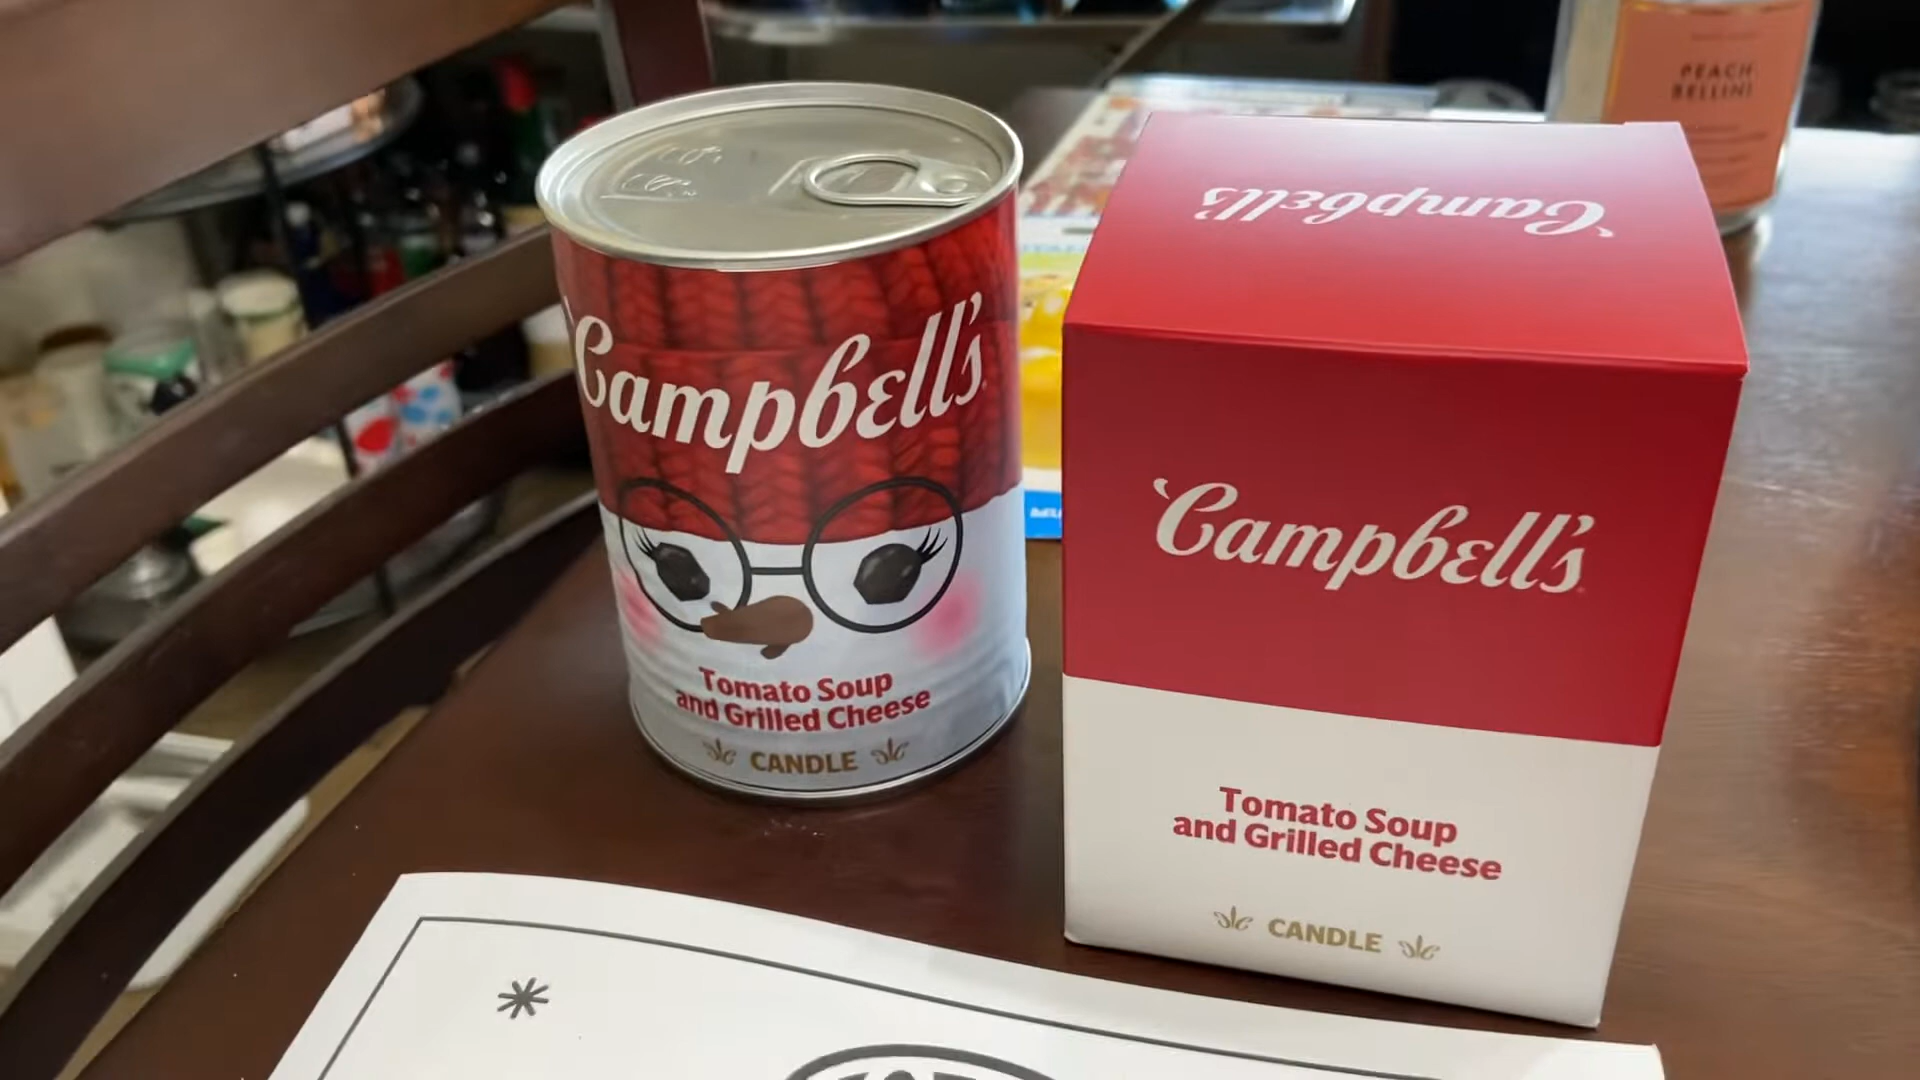 Campbell's
Tomato Soup
and Grilled Cheese
CANDLE
Campbell's
Campbell's
Tomato Soup
and Grilled Cheese
CANDLE
PEACH
BELLINI